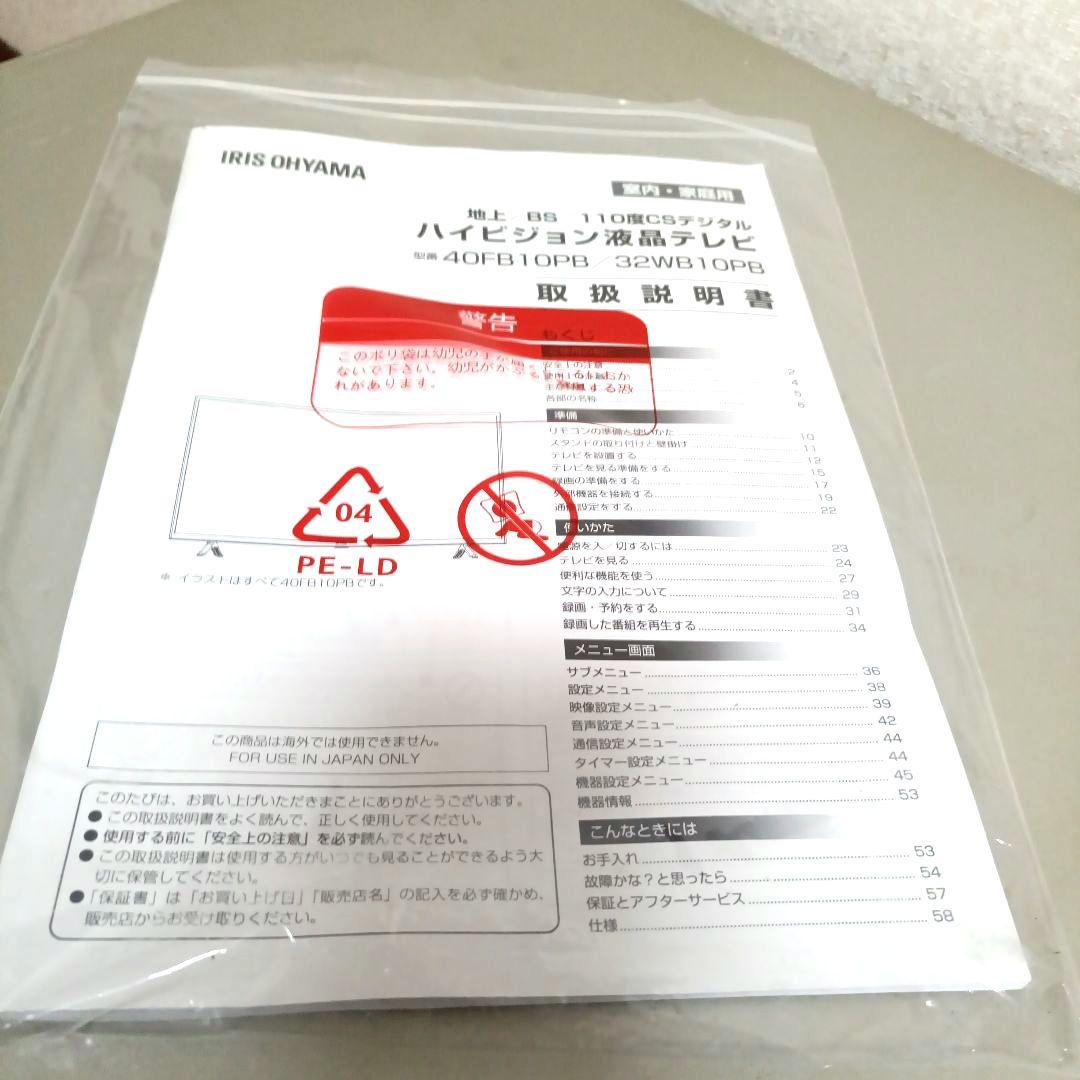 IRIS OHYAMA
室内・家庭用
地上/BS 110度CSデジタル
ハイビジョン液晶テレビ
型番 40FB10PB/32WB10PB
取扱説明書
警告
このポリ袋は幼児の手が
ないで下さい。幼児がか
れがあります。
する恐
もくじ
安全上の注意 2
4
5
各部の名称 6
準備
リモコンの準備と使いかた 10
スタンドの取り付けと壁掛け 11
テレビを設置する 12
テレビを見る準備をする 15
録画の準備をする 17
外部機器を接続する 19
通信設定をする 22
使いかた
電源を入/切するには 23
テレビを見る 24
便利な機能を使う 27
文字の入力について 29
録画・予約をする 31
録画した番組を再生する 34
メニュー画面
サブメニュー 36
設定メニュー 38
映像設定メニュー 39
音声設定メニュー 42
通信設定メニュー 44
タイマー設定メニュー 44
機器設定メニュー 45
機器情報 53
こんなときには
お手入れ 53
故障かな?と思ったら 54
保証とアフターサービス 57
仕様 58
04
PE-LD
※ イラストはすべて40FB10PBです。
この商品は海外では使用できません。
FOR USE IN JAPAN ONLY
このたびは、お買い上げいただきまことにありがとうございます。
● この取扱説明書をよく読んで、正しく使用してください。
● 使用する前に「安全上の注意」を必ず読んでください。
● この取扱説明書は使用する方がいつでも見ることができるよう大
切に保管してください。
● 「保証書」は「お買い上げ日」「販売店名」の記入を必ず確かめ、
販売店からお受け取りください。